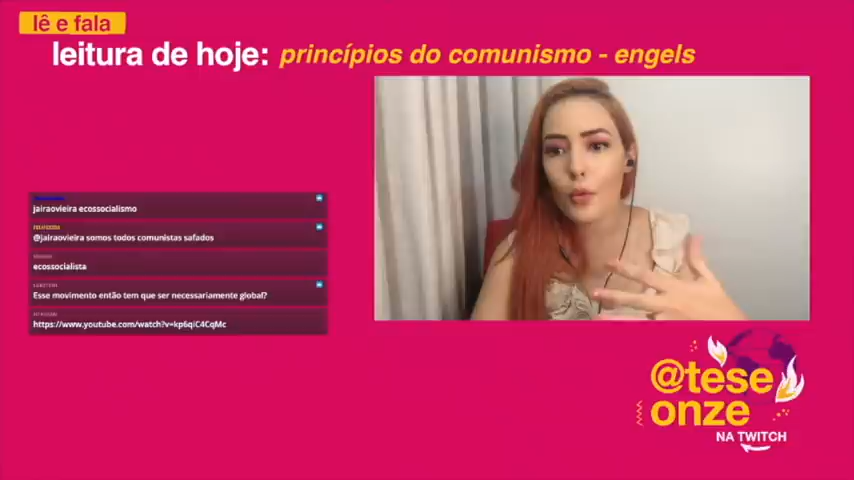 lê e fala
leitura de hoje: princípios do comunismo - engels
jairaovieira ecossocialismo
@jairaovieira somos todos comunistas safados
ecossocialista
Esse movimento então tem que ser necessariamente global?
https://www.youtube.com/watch?v=kp6qiC4CqMc
@tese
onze
NA TWITCH